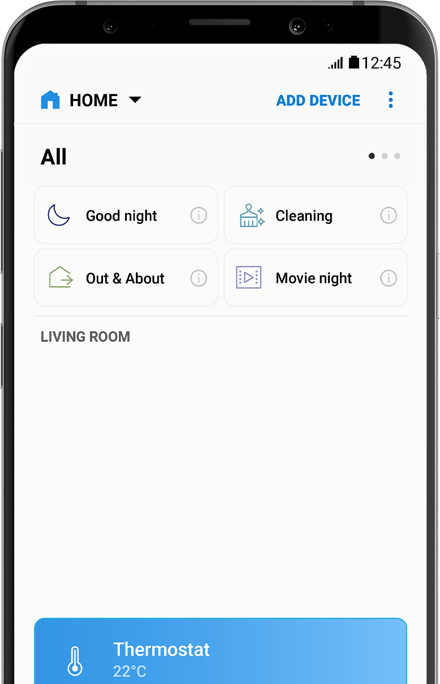 12:45
HOME ADD DEVICE
All
Good night Cleaning
Out & About Movie night
LIVING ROOM
Thermostat
22°C